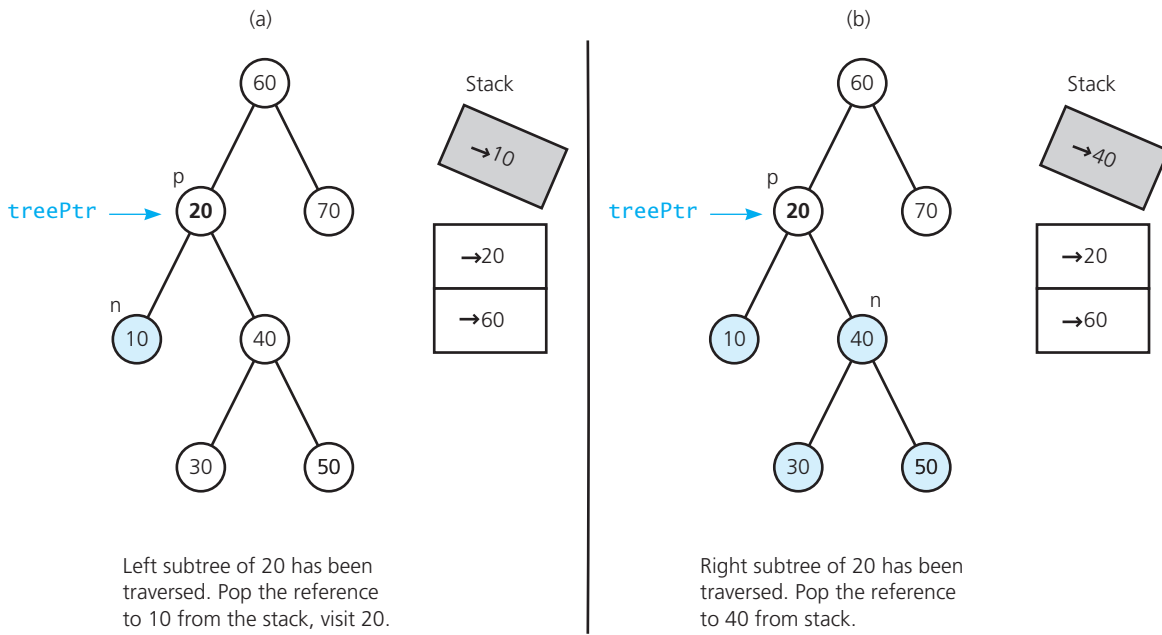 (a)
60
Stack
→10
p
treePtr
20
70
→20
n
→60
10
40
30
50
Left subtree of 20 has been
traversed. Pop the reference
to 10 from the stack, visit 20.
(b)
60
Stack
→40
p
treePtr
20
70
→20
n
→60
10
40
30
50
Right subtree of 20 has been
traversed. Pop the reference
to 40 from stack.